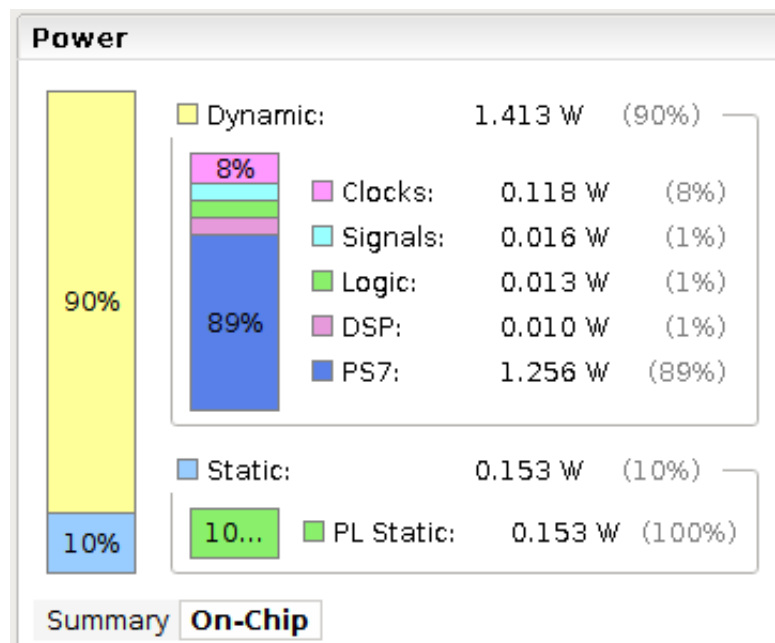 Power
Dynamic: 1.413 W (90%)
8%
Clocks: 0.118 W (8%)
Signals: 0.016 W (1%)
Logic: 0.013 W (1%)
90%
89%
DSP: 0.010 W (1%)
PS7: 1.256 W (89%)
Static: 0.153 W (10%)
10%
10...
PL Static: 0.153 W (100%)
Summary On-Chip